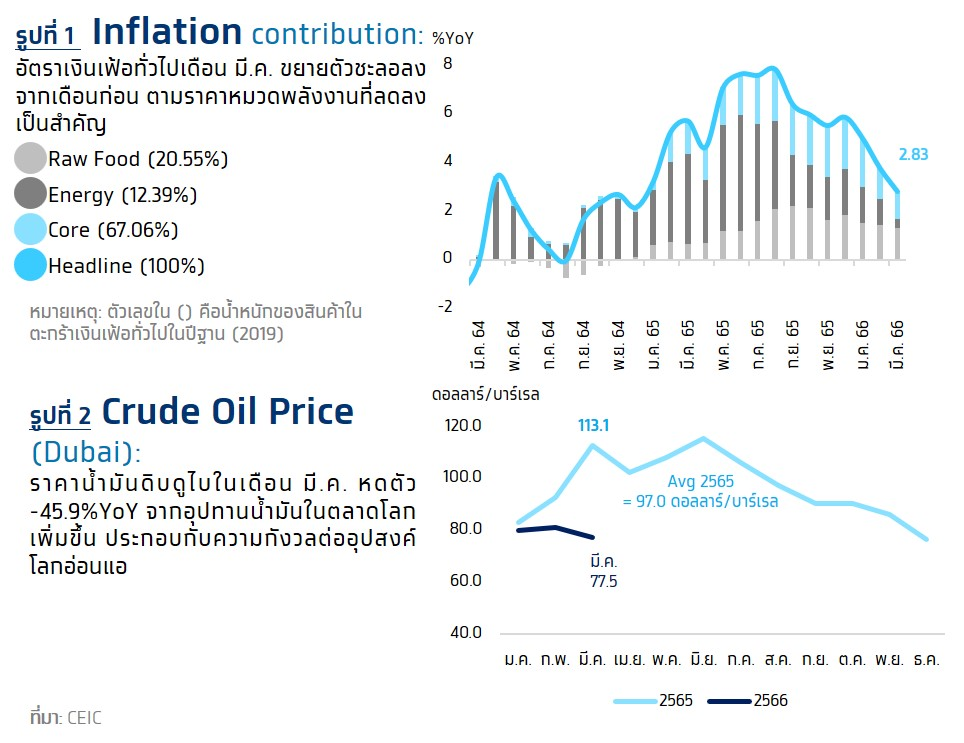 รูปที่ 1 Inflation contribution: %YoY
อัตราเงินเฟ้อทั่วไปเดือน มี.ค. ขยายตัวชะลอลง
จากเดือนก่อน ตามราคาหมวดพลังงานที่ลดลง
เป็นสำคัญ
Raw Food (20.55%)
Energy (12.39%)
Core (67.06%)
Headline (100%)
หมายเหตุ: ตัวเลขใน () คือน้ำหนักของสินค้าใน
ตะกร้าเงินเฟ้อทั่วไปในปีฐาน (2019)
8
6
4
2
0
-2
2.83
มี.ค. 64 พ.ค. 64 ก.ค. 64 ก.ย. 64 พ.ย. 64 ม.ค. 65 มี.ค. 65 พ.ค. 65 ก.ค. 65 ก.ย. 65 พ.ย. 65 ม.ค. 66 มี.ค. 66
รูปที่ 2 Crude Oil Price
(Dubai):
ราคาน้ำมันดิบดูไบในเดือน มี.ค. หดตัว
-45.9%YoY จากอุปทานน้ำมันในตลาดโลก
เพิ่มขึ้น ประกอบกับความกังวลต่ออุปสงค์
โลกอ่อนแอ
ดอลลาร์/บาร์เรล
120.0
100.0
80.0
60.0
40.0
113.1
Avg 2565
= 97.0 ดอลลาร์/บาร์เรล
มี.ค.
77.5
ม.ค. ก.พ. มี.ค. เม.ย. พ.ค. มิ.ย. ก.ค. ส.ค. ก.ย. ต.ค. พ.ย. ธ.ค.
2565 2566
ที่มา: CEIC